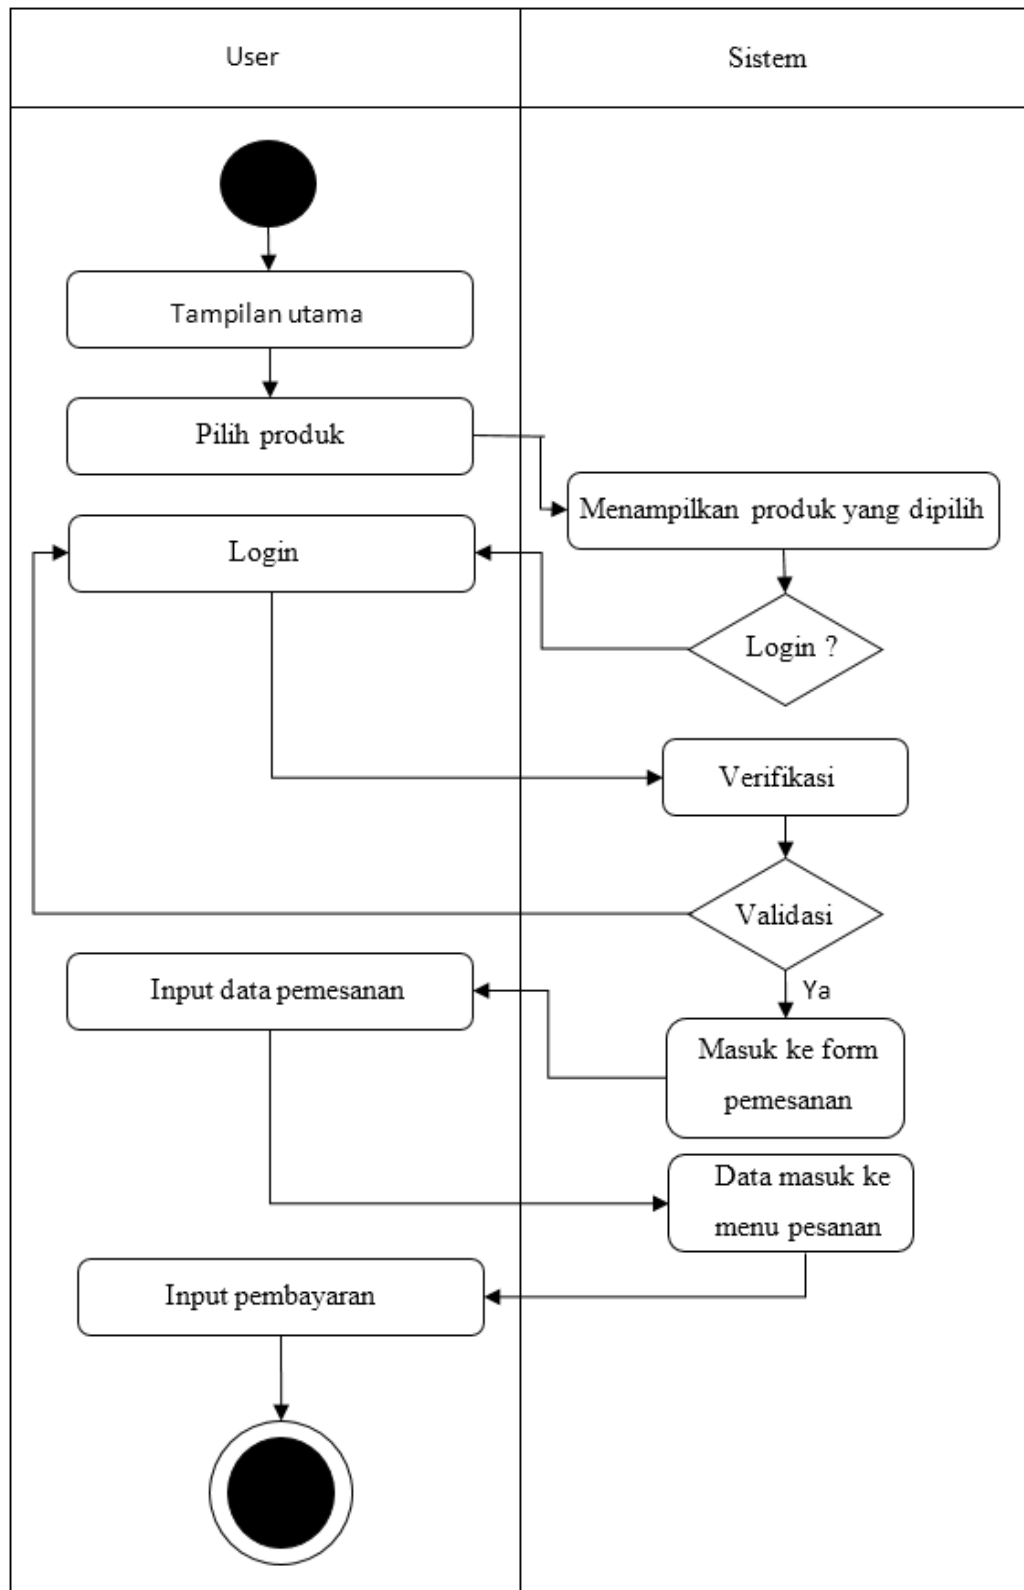 User
Sistem
Tampilan utama
Pilih produk
Menampilkan produk yang dipilih
Login
Login ?
Verifikasi
Validasi
Ya
Input data pemesanan
Masuk ke form
pemesanan
Data masuk ke
menu pesanan
Input pembayaran